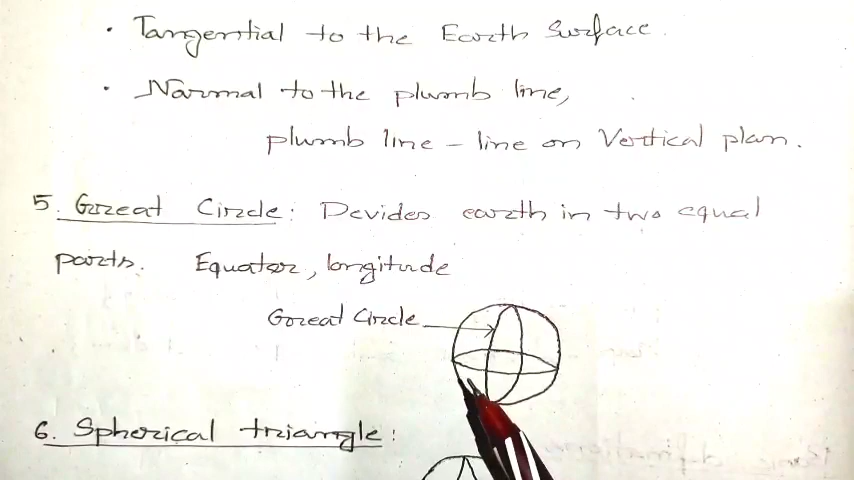 · Tangential to the Earth Surface.
· Normal to the plumb line,
plumb line – line on Vertical plan.
5. Great Circle: Devides earth in two equal
parts. Equator, longitude
Great Circle
6. Spherical triangle: